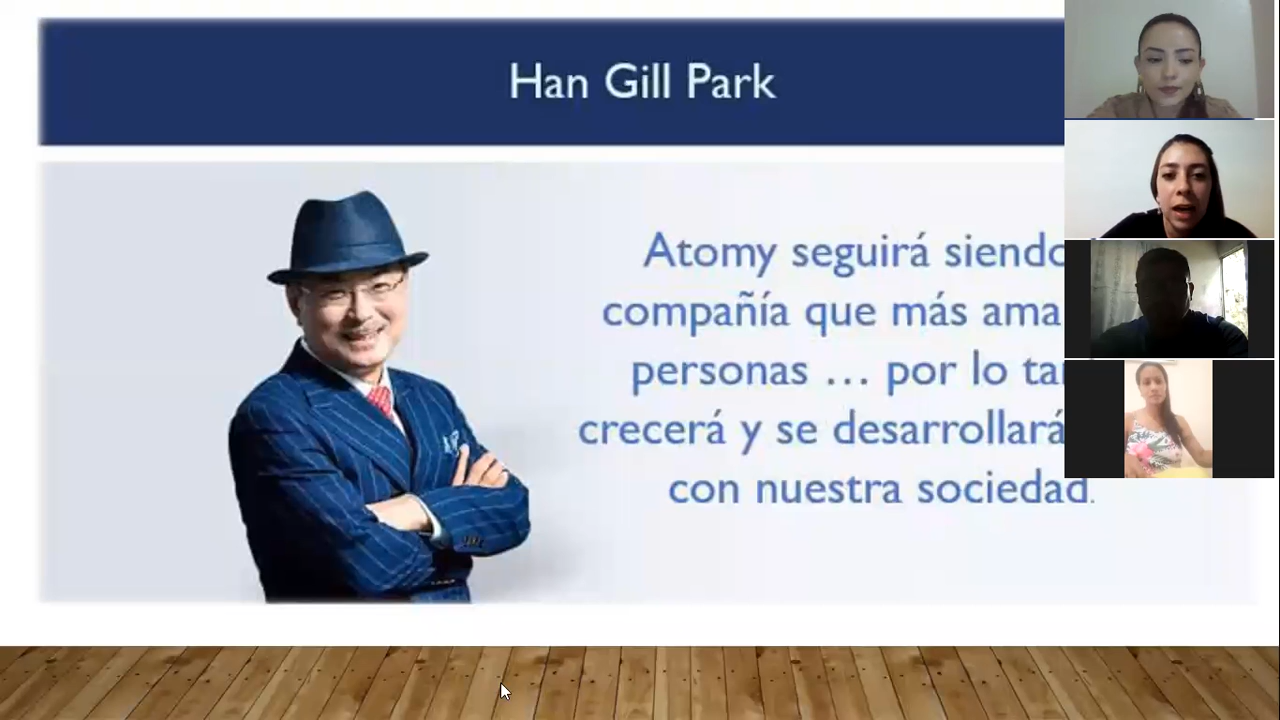 Han Gill Park
Atomy seguirá siendo
compañía que más ama
personas … por lo
crecerá y se desarrollará
con nuestra sociedad.